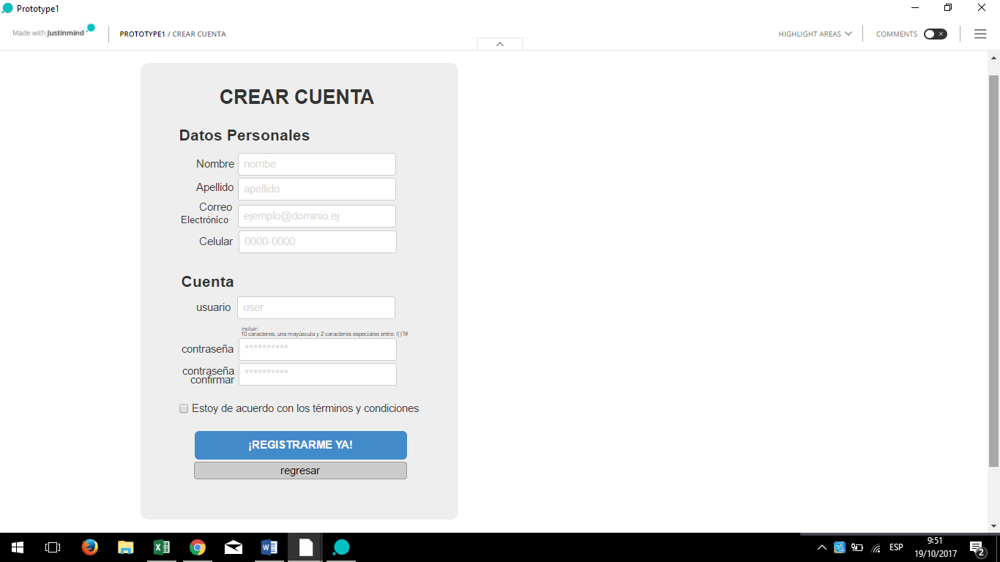 Prototype1
Made with Justinmind
PROTOTYPE1 / CREAR CUENTA
HIGHLIGHT AREAS
COMMENTS
CREAR CUENTA
Datos Personales
Nombre
nombe
Apellido
apellido
Correo
Electrónico
ejemplo@dominio.ej
Celular
0000-0000
Cuenta
usuario
user
incluir:
10 caracteres, una mayúscula y 2 caracteres especiales entre: /()?#
contraseña
**********
contraseña
confirmar
**********
Estoy de acuerdo con los términos y condiciones
¡REGISTRARME YA!
regresar
ESP
9:51
19/10/2017
2